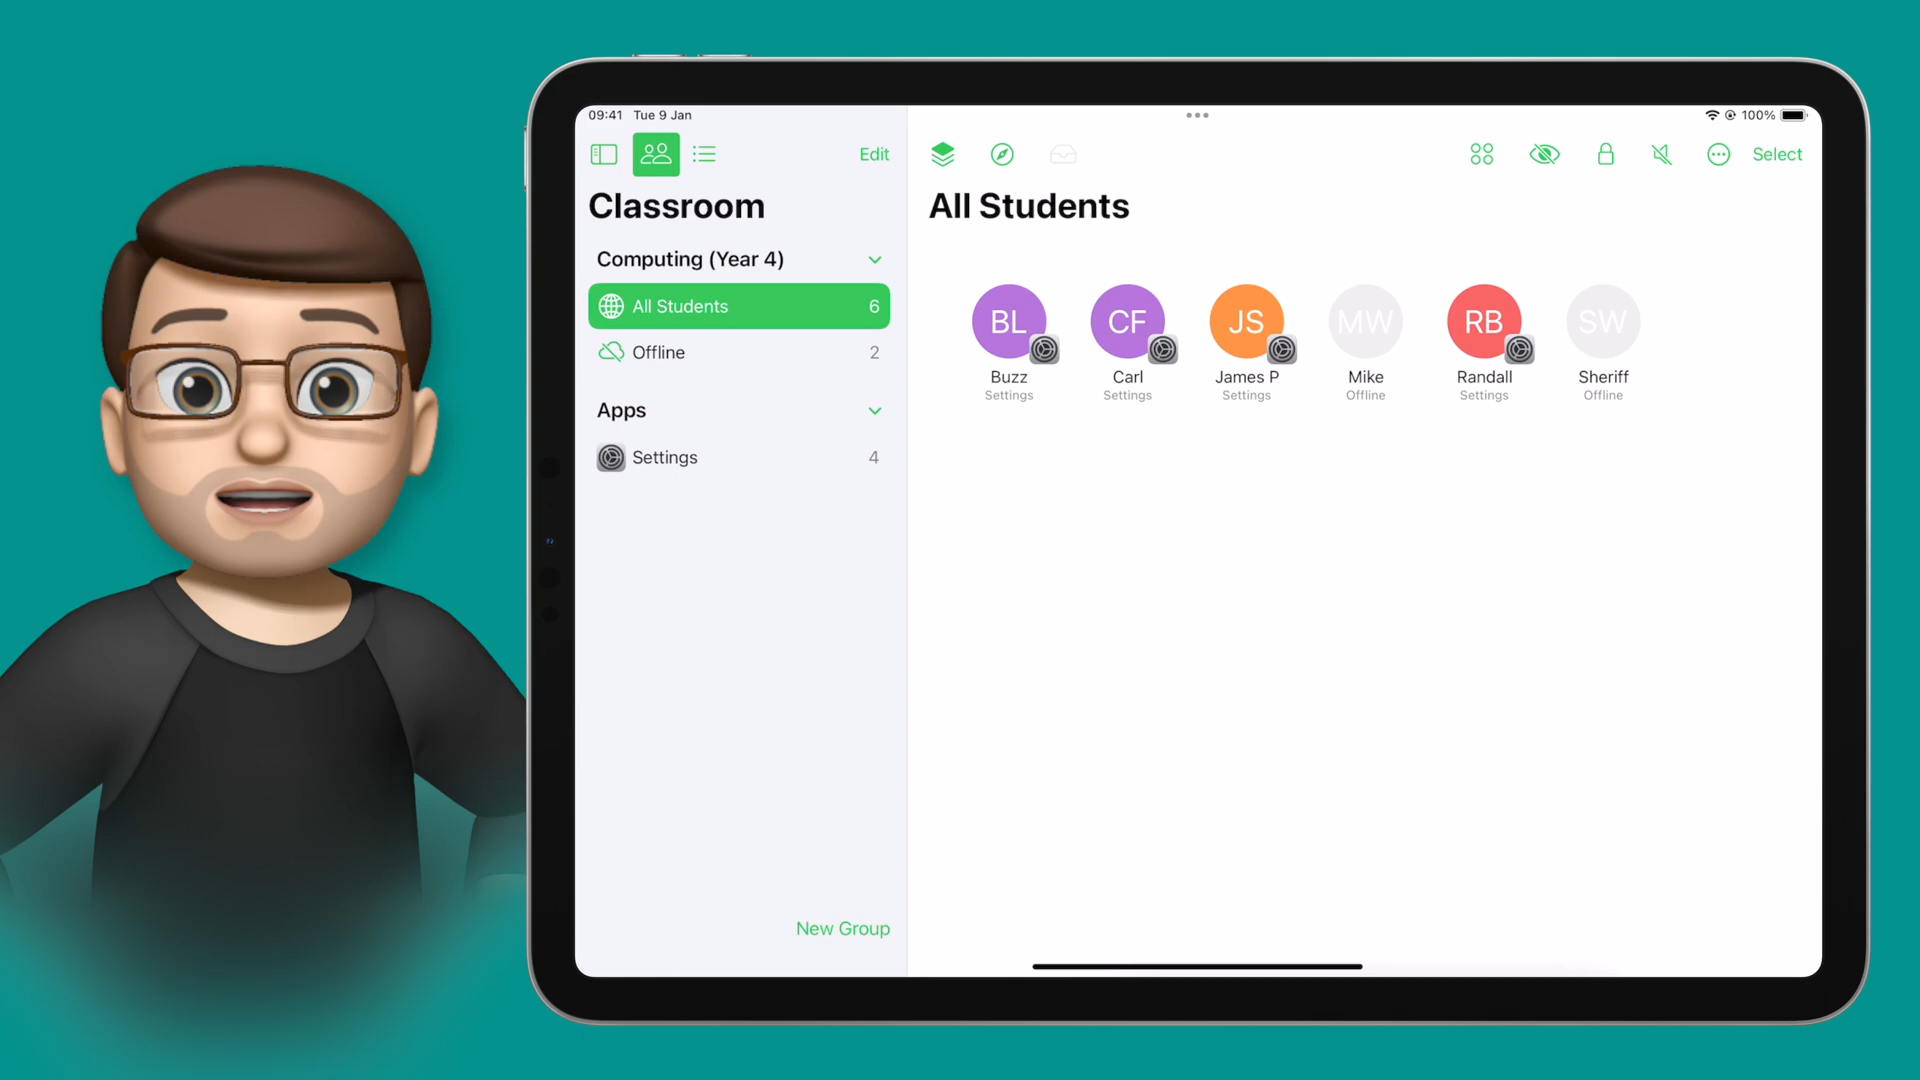 09:41 Tue 9 Jan
100%
Edit
Select
Classroom
All Students
Computing (Year 4)
All Students 6
Offline 2
Apps
Settings 4
New Group
BL CF JS MW RB SW
Buzz Carl James P Mike Randall Sheriff
Settings Settings Settings Offline Settings Offline